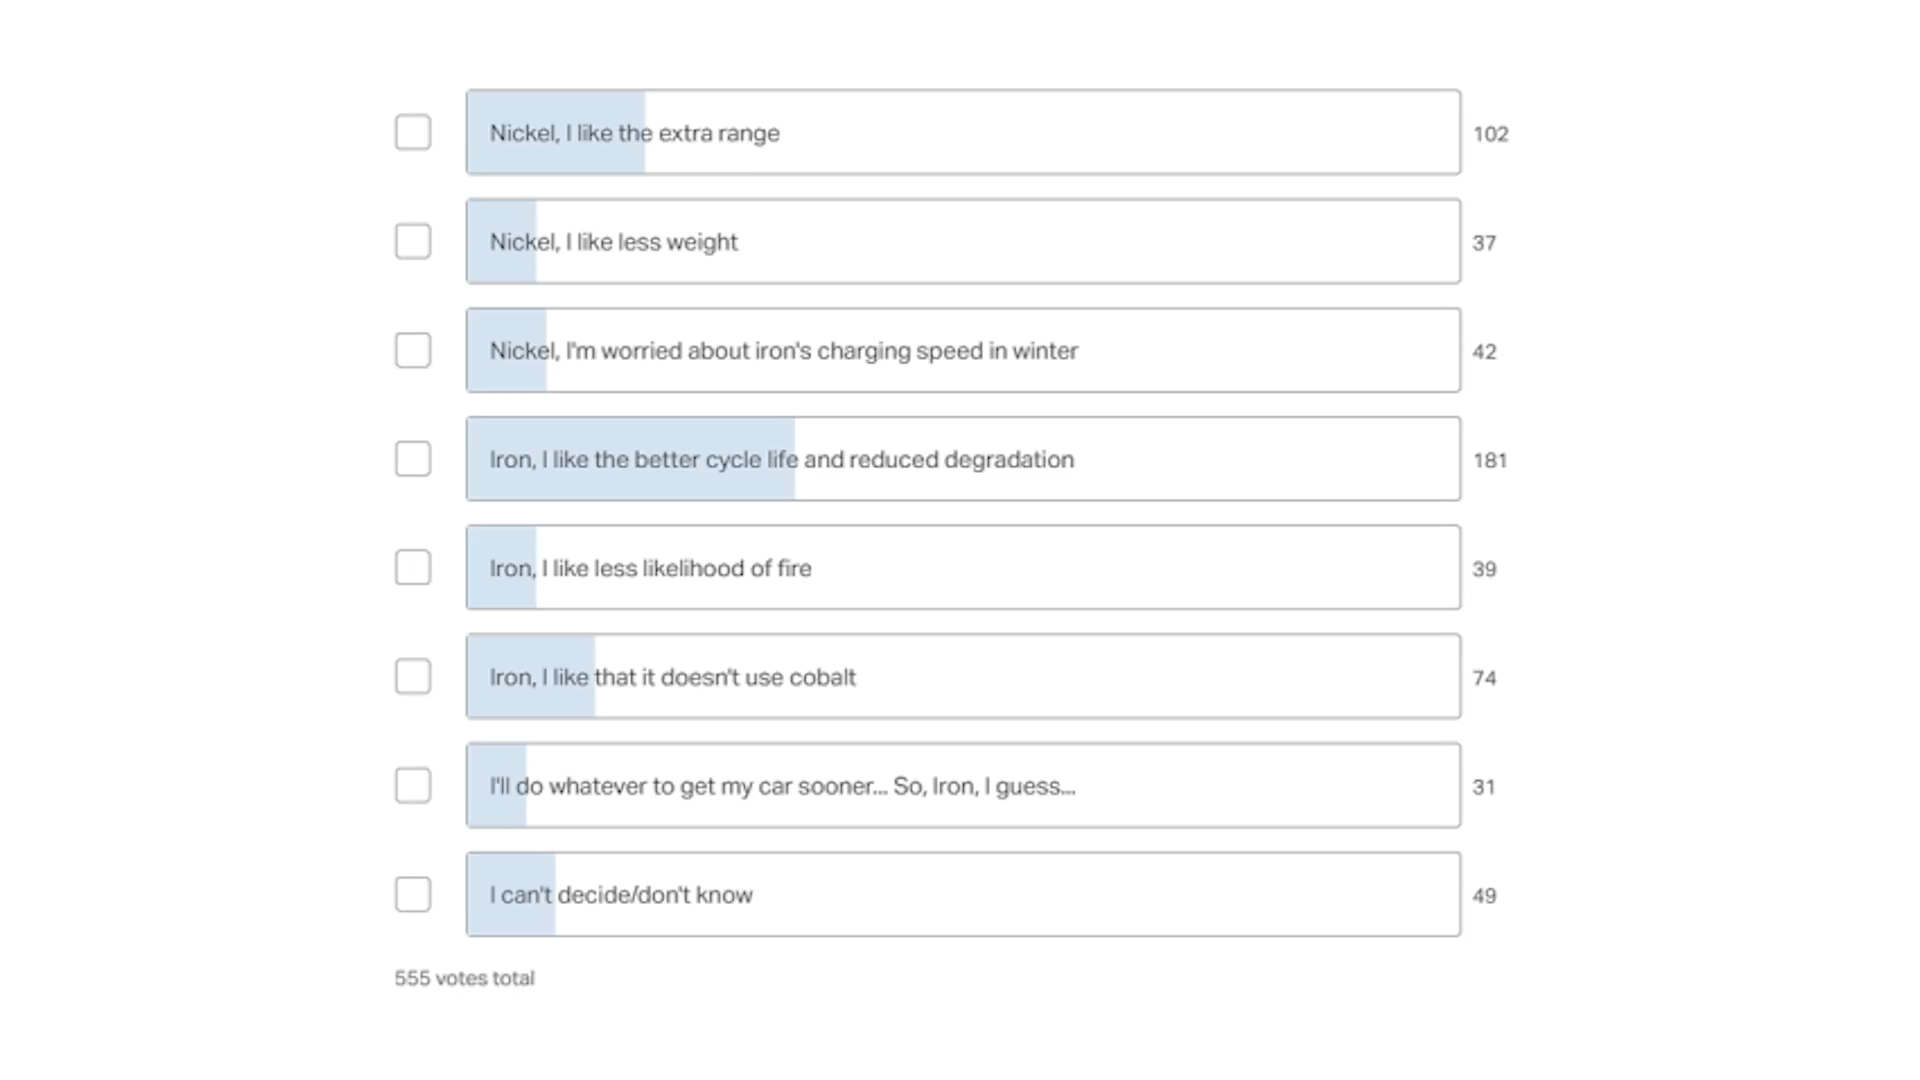 Nickel, I like the extra range 102
Nickel, I like less weight 37
Nickel, I'm worried about iron's charging speed in winter 42
Iron, I like the better cycle life and reduced degradation 181
Iron, I like less likelihood of fire 39
Iron, I like that it doesn't use cobalt 74
I'll do whatever to get my car sooner... So, Iron, I guess... 31
I can't decide/don't know 49
555 votes total